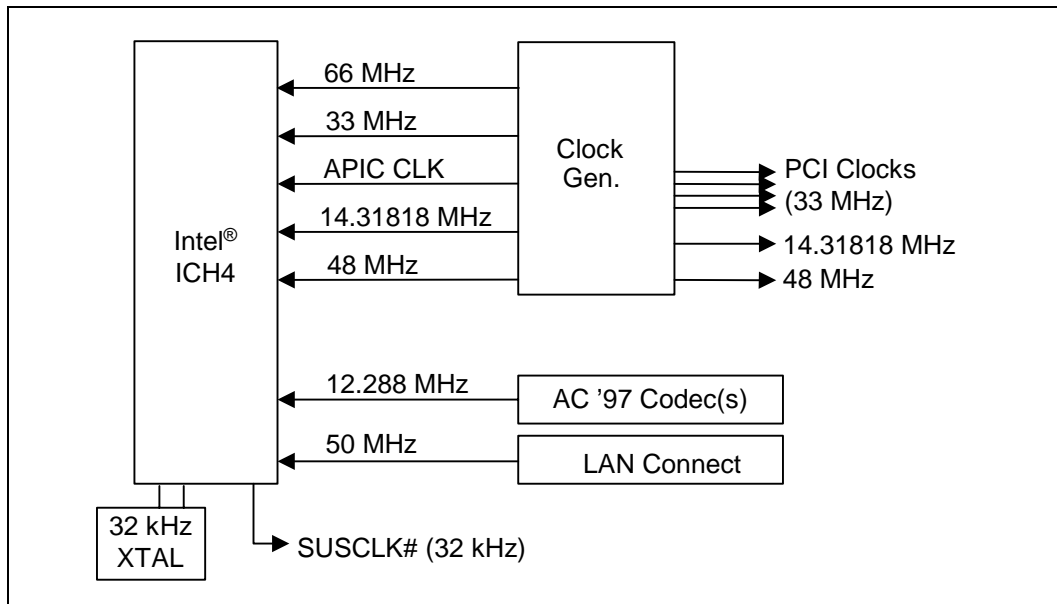 66 MHz
33 MHz
APIC CLK
14.31818 MHz
48 MHz
Intel®
ICH4
Clock
Gen.
PCI Clocks
(33 MHz)
14.31818 MHz
48 MHz
12.288 MHz
AC ’97 Codec(s)
50 MHz
LAN Connect
32 kHz
XTAL
SUSCLK# (32 kHz)